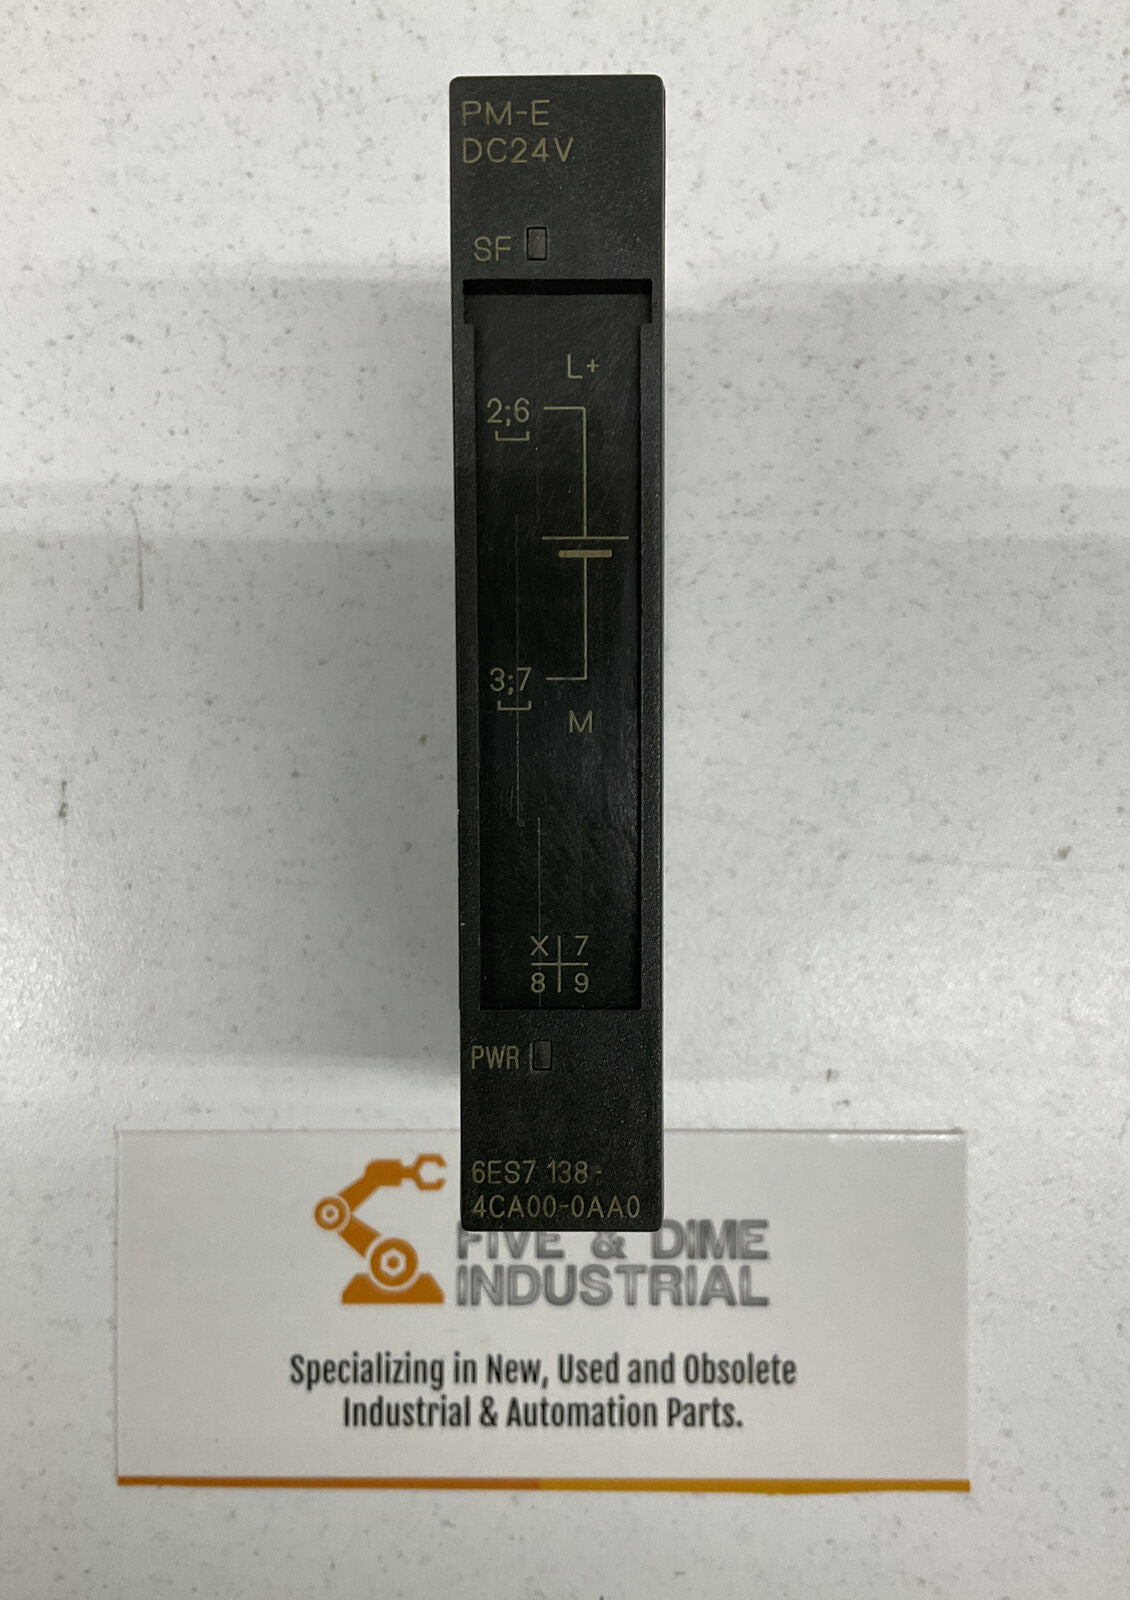 PM-E
DC24V
SF
L+
2;6
3;7
M
X 7
8 9
PWR
6ES7 138-
4CA00-0AA0
FIVE & DIME
INDUSTRIAL
Specializing in New, Used and Obsolete
Industrial & Automation Parts.